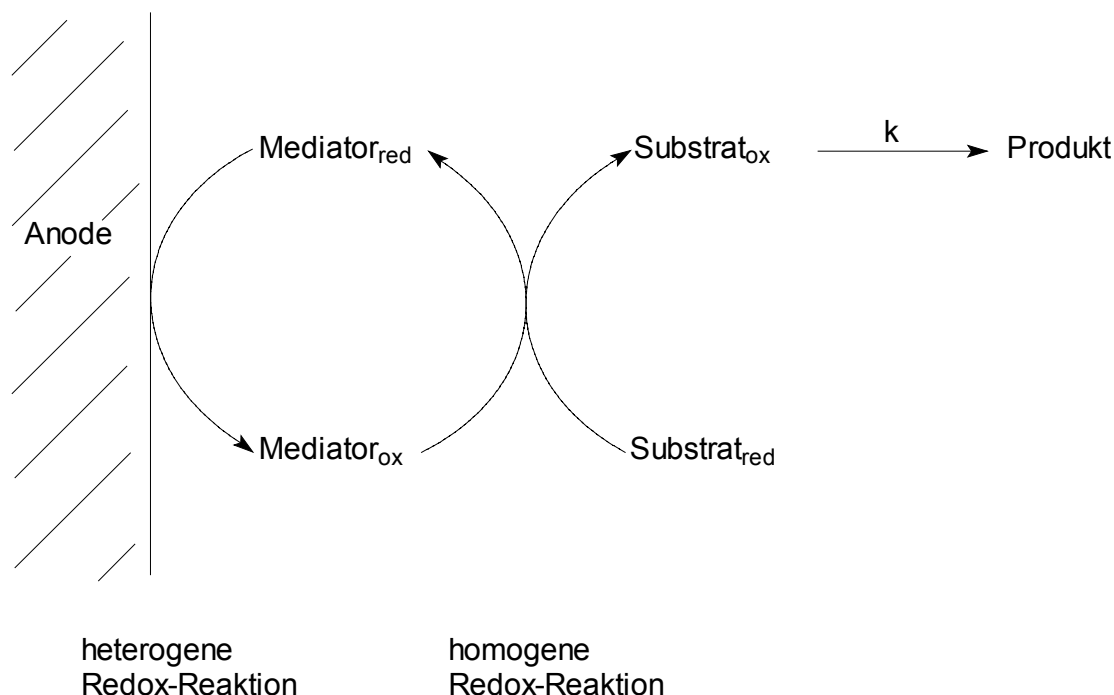 Mediator_red
Substrat_ox
k
Produkt
Anode
Mediator_ox
Substrat_red
heterogene
Redox-Reaktion
homogene
Redox-Reaktion